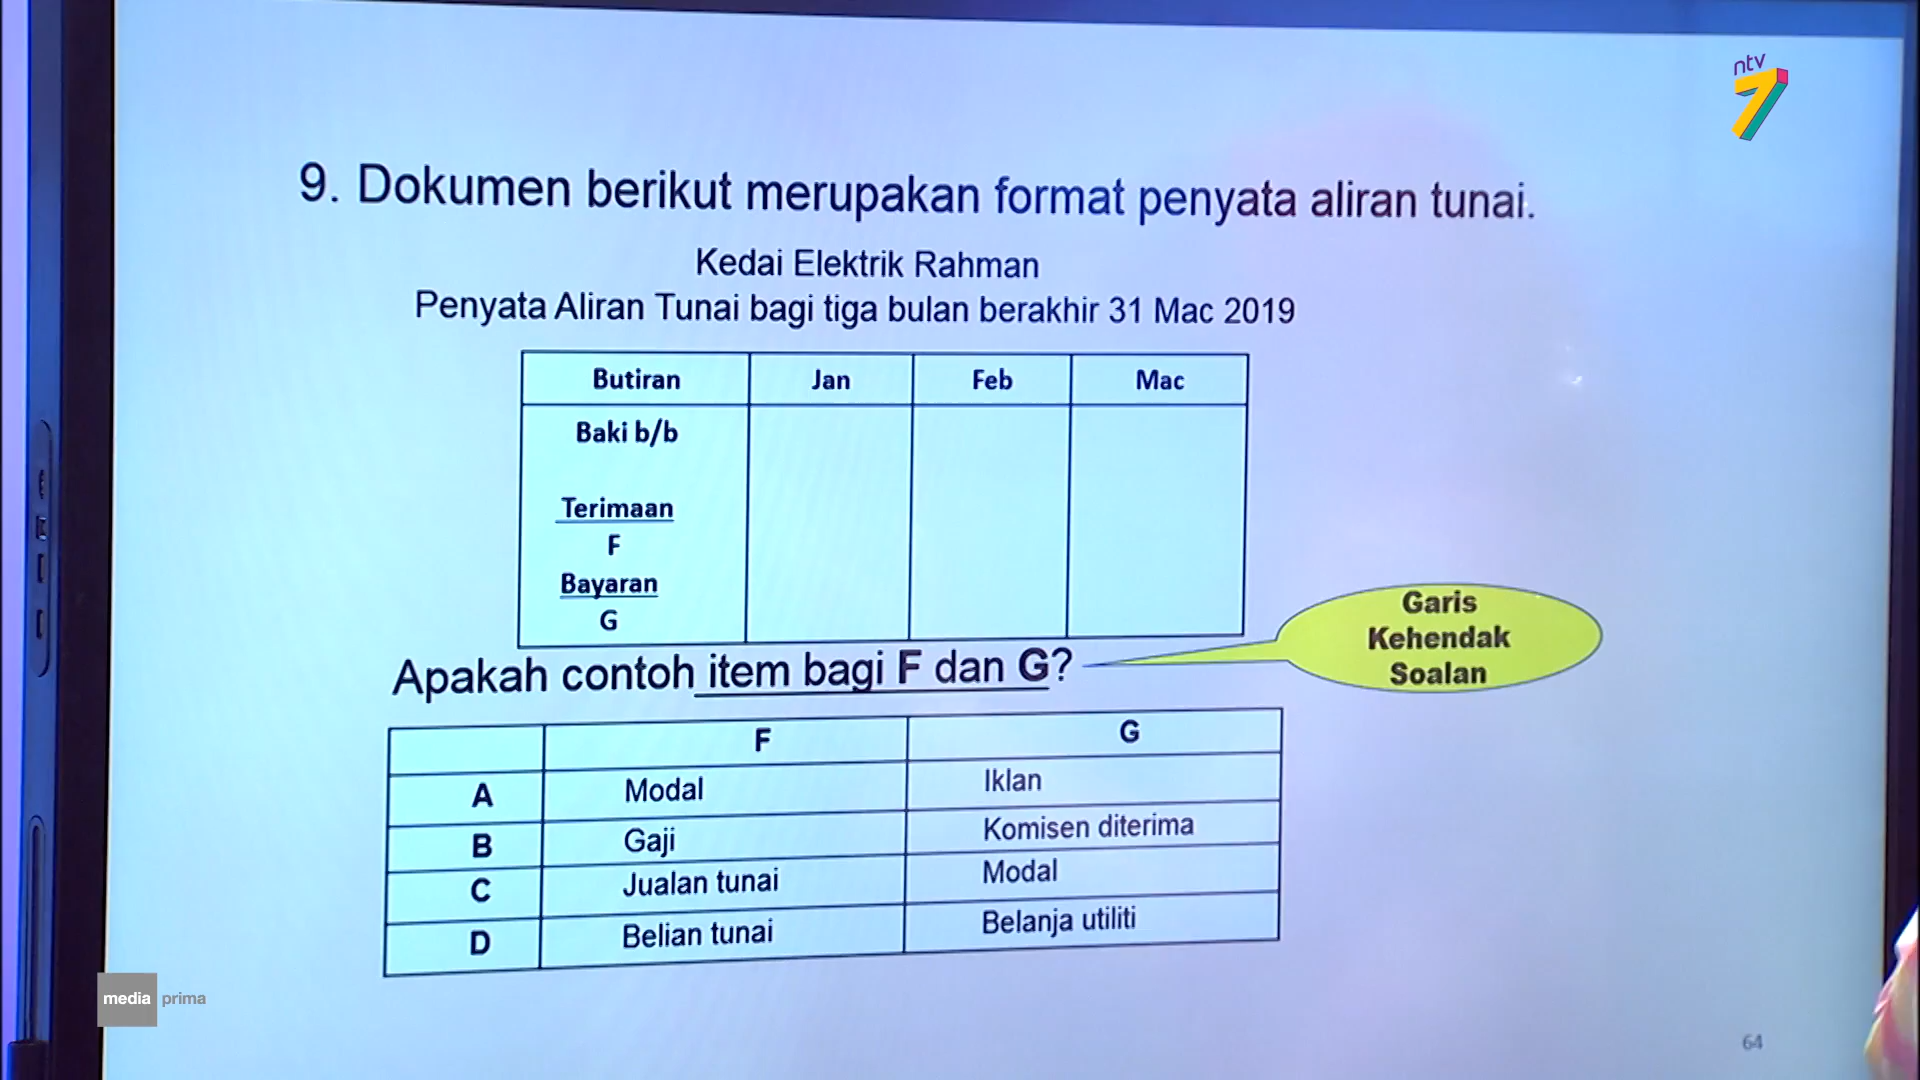 ntv
7
9. Dokumen berikut merupakan format penyata aliran tunai.
Kedai Elektrik Rahman
Penyata Aliran Tunai bagi tiga bulan berakhir 31 Mac 2019
Butiran Jan Feb Mac
Baki b/b
Terimaan
F
Bayaran
G
Garis
Kehendak
Soalan
Apakah contoh item bagi F dan G?
F G
A Modal Iklan
B Gaji Komisen diterima
C Jualan tunai Modal
D Belian tunai Belanja utiliti
media prima
64